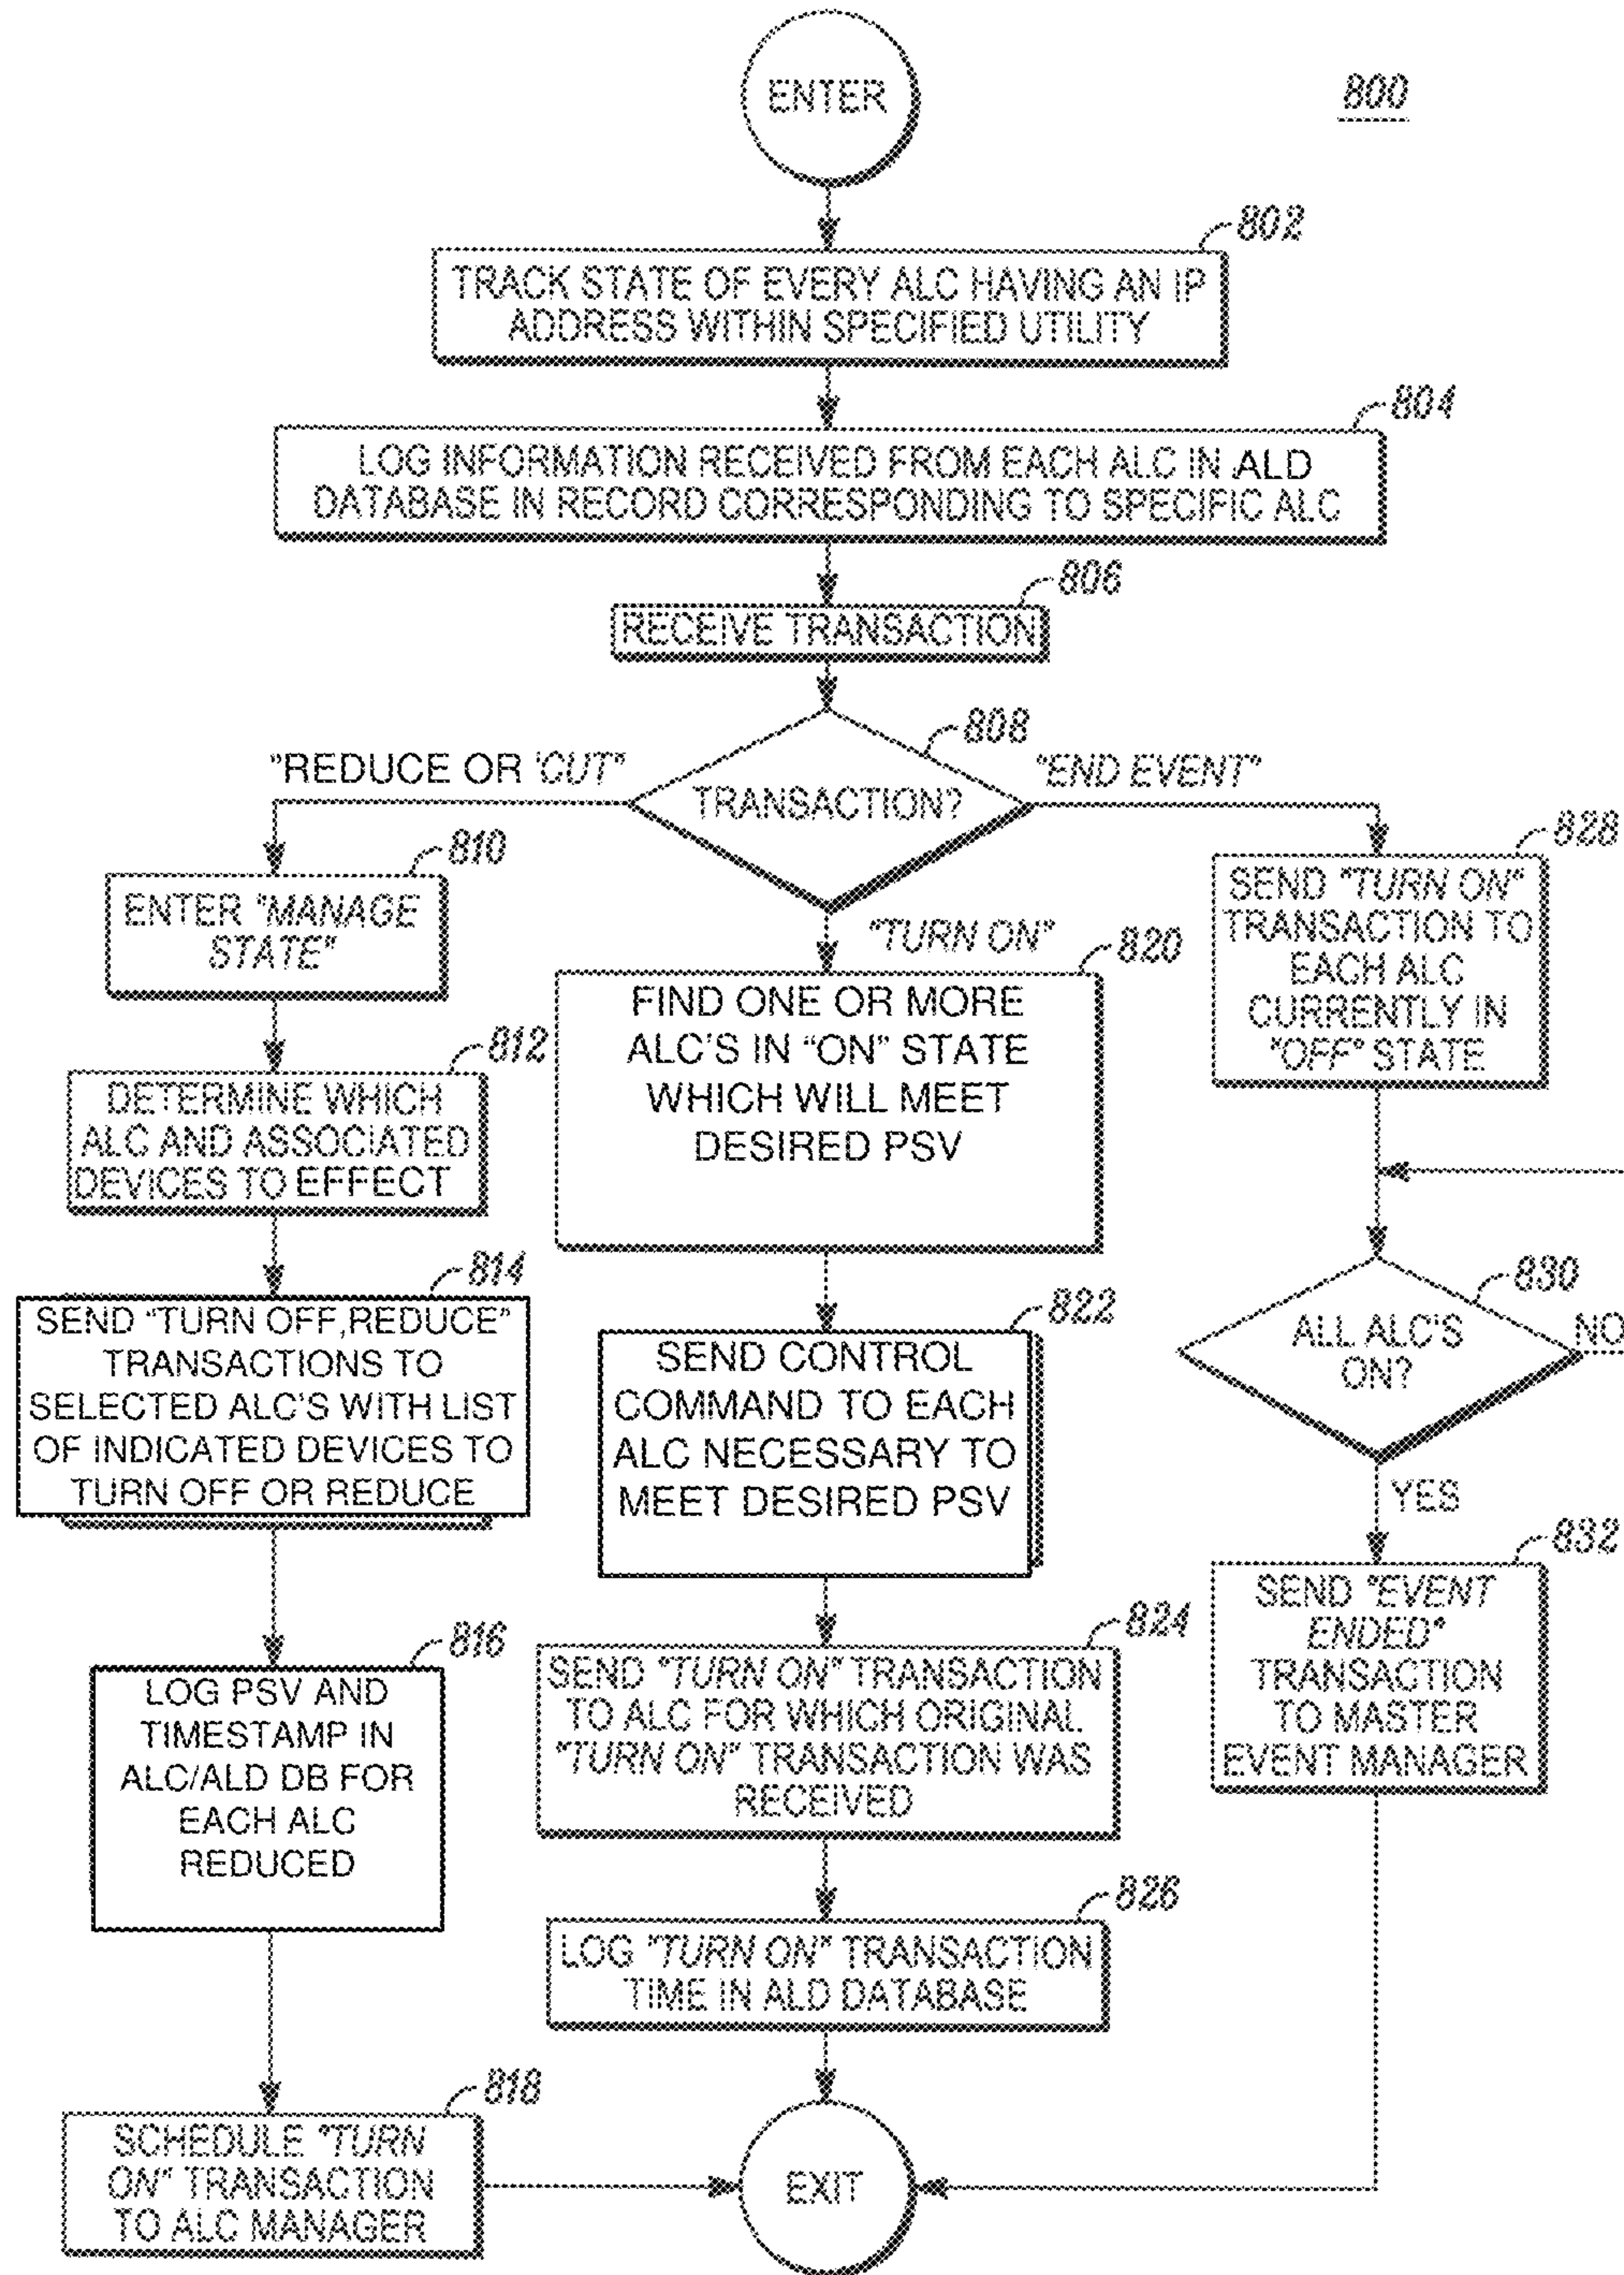 ENTER
800
802
TRACK STATE OF EVERY ALC HAVING AN IP
ADDRESS WITHIN SPECIFIED UTILITY
804
LOG INFORMATION RECEIVED FROM EACH ALC IN ALD
DATABASE IN RECORD CORRESPONDING TO SPECIFIC ALC
806
RECEIVE TRANSACTION
808
TRANSACTION?
"REDUCE OR 'CUT"
810
ENTER "MANAGE
STATE"
812
DETERMINE WHICH
ALC AND ASSOCIATED
DEVICES TO EFFECT
814
SEND "TURN OFF,REDUCE"
TRANSACTIONS TO
SELECTED ALC'S WITH LIST
OF INDICATED DEVICES TO
TURN OFF OR REDUCE
816
LOG PSV AND
TIMESTAMP IN
ALC/ALD DB FOR
EACH ALC
REDUCED
818
SCHEDULE "TURN
ON" TRANSACTION
TO ALC MANAGER
"TURN ON"
820
FIND ONE OR MORE
ALC'S IN "ON" STATE
WHICH WILL MEET
DESIRED PSV
822
SEND CONTROL
COMMAND TO EACH
ALC NECESSARY TO
MEET DESIRED PSV
824
SEND "TURN ON" TRANSACTION
TO ALC FOR WHICH ORIGINAL
"TURN ON" TRANSACTION WAS
RECEIVED
826
LOG "TURN ON" TRANSACTION
TIME IN ALD DATABASE
EXIT
"END EVENT"
828
SEND "TURN ON"
TRANSACTION TO
EACH ALC
CURRENTLY IN
"OFF" STATE
830
ALL ALC'S
ON?
NO
YES
832
SEND "EVENT
ENDED"
TRANSACTION
TO MASTER
EVENT MANAGER